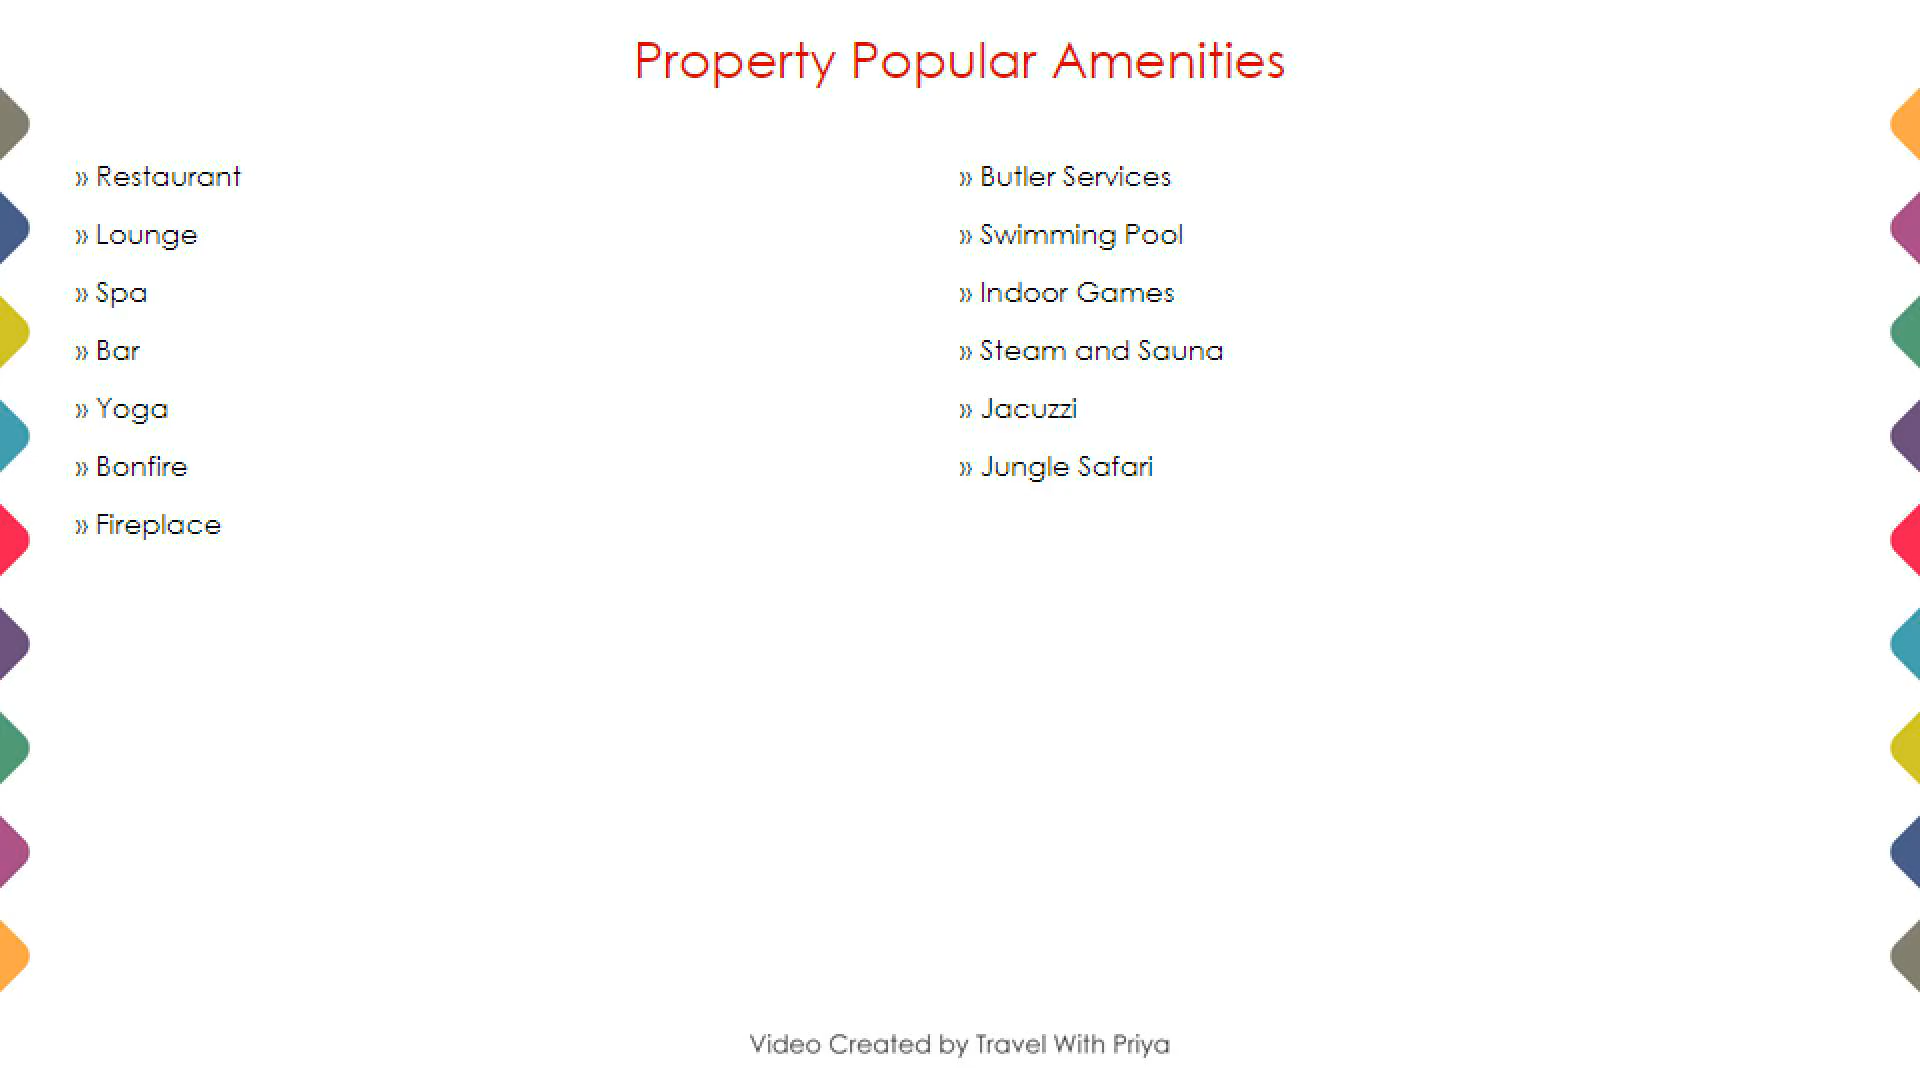 Property Popular Amenities
» Restaurant
» Lounge
» Spa
» Bar
» Yoga
» Bonfire
» Fireplace
» Butler Services
» Swimming Pool
» Indoor Games
» Steam and Sauna
» Jacuzzi
» Jungle Safari
Video Created by Travel With Priya